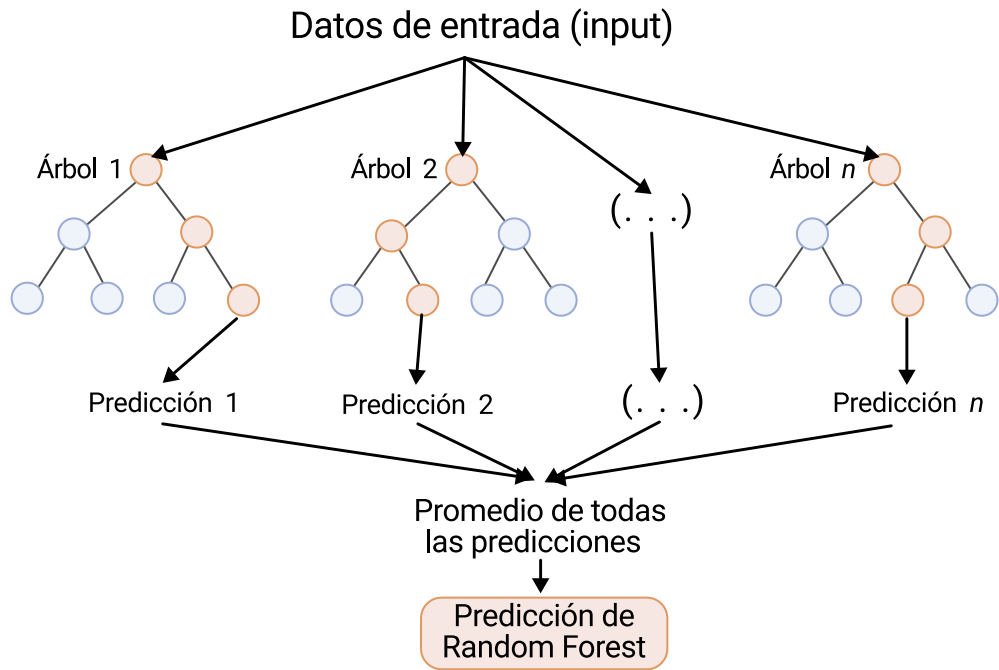 Datos de entrada (input)
Árbol 1
Árbol 2
(. . .)
Árbol n
Predicción 1
Predicción 2
(. . .)
Predicción n
Promedio de todas
las predicciones
Predicción de
Random Forest